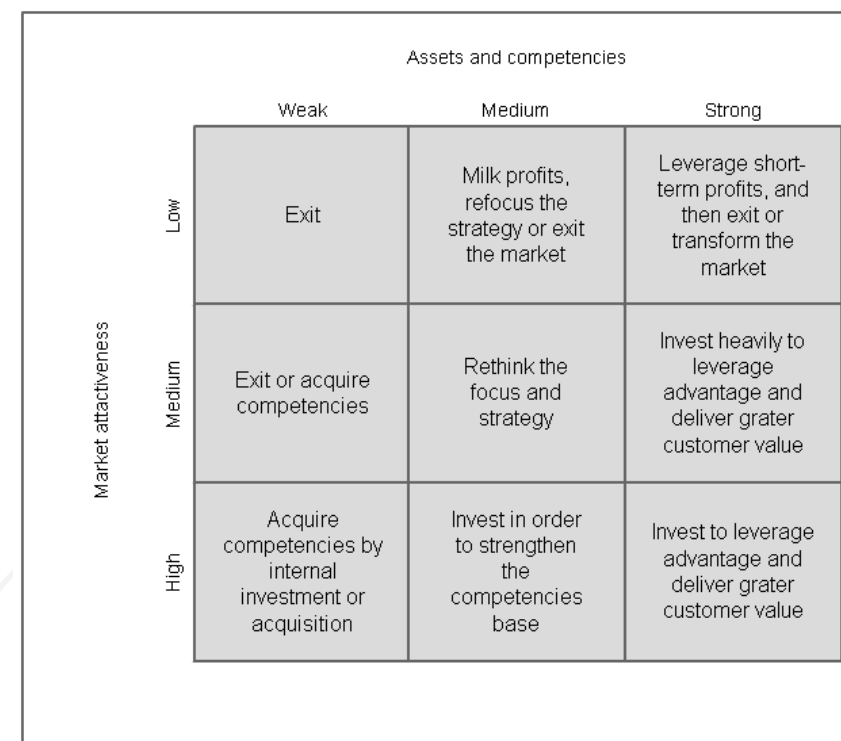 Assets and competencies
Weak
Medium
Strong
Market attactiveness
Low
Exit
Milk profits,
refocus the
strategy or exit
the market
Leverage short-
term profits, and
then exit or
transform the
market
Medium
Exit or acquire
competencies
Rethink the
focus and
strategy
Invest heavily to
leverage
advantage and
deliver grater
customer value
High
Acquire
competencies by
internal
investment or
acquisition
Invest in order
to strengthen
the
competencies
base
Invest to leverage
advantage and
deliver grater
customer value